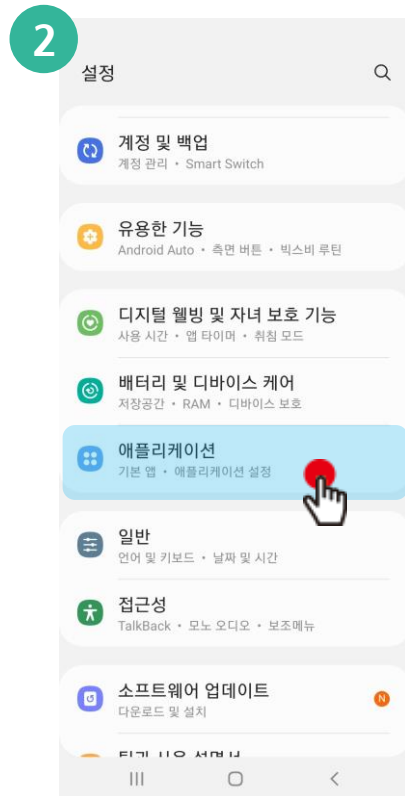 2
설정
계정 및 백업
계정 관리 • Smart Switch
유용한 기능
Android Auto • 측면 버튼 • 빅스비 루틴
디지털 웰빙 및 자녀 보호 기능
사용 시간 • 앱 타이머 • 취침 모드
배터리 및 디바이스 케어
저장공간 • RAM • 디바이스 보호
애플리케이션
기본 앱 • 애플리케이션 설정
일반
언어 및 키보드 • 날짜 및 시간
접근성
TalkBack • 모노 오디오 • 보조메뉴
소프트웨어 업데이트
N
다운로드 및 설치